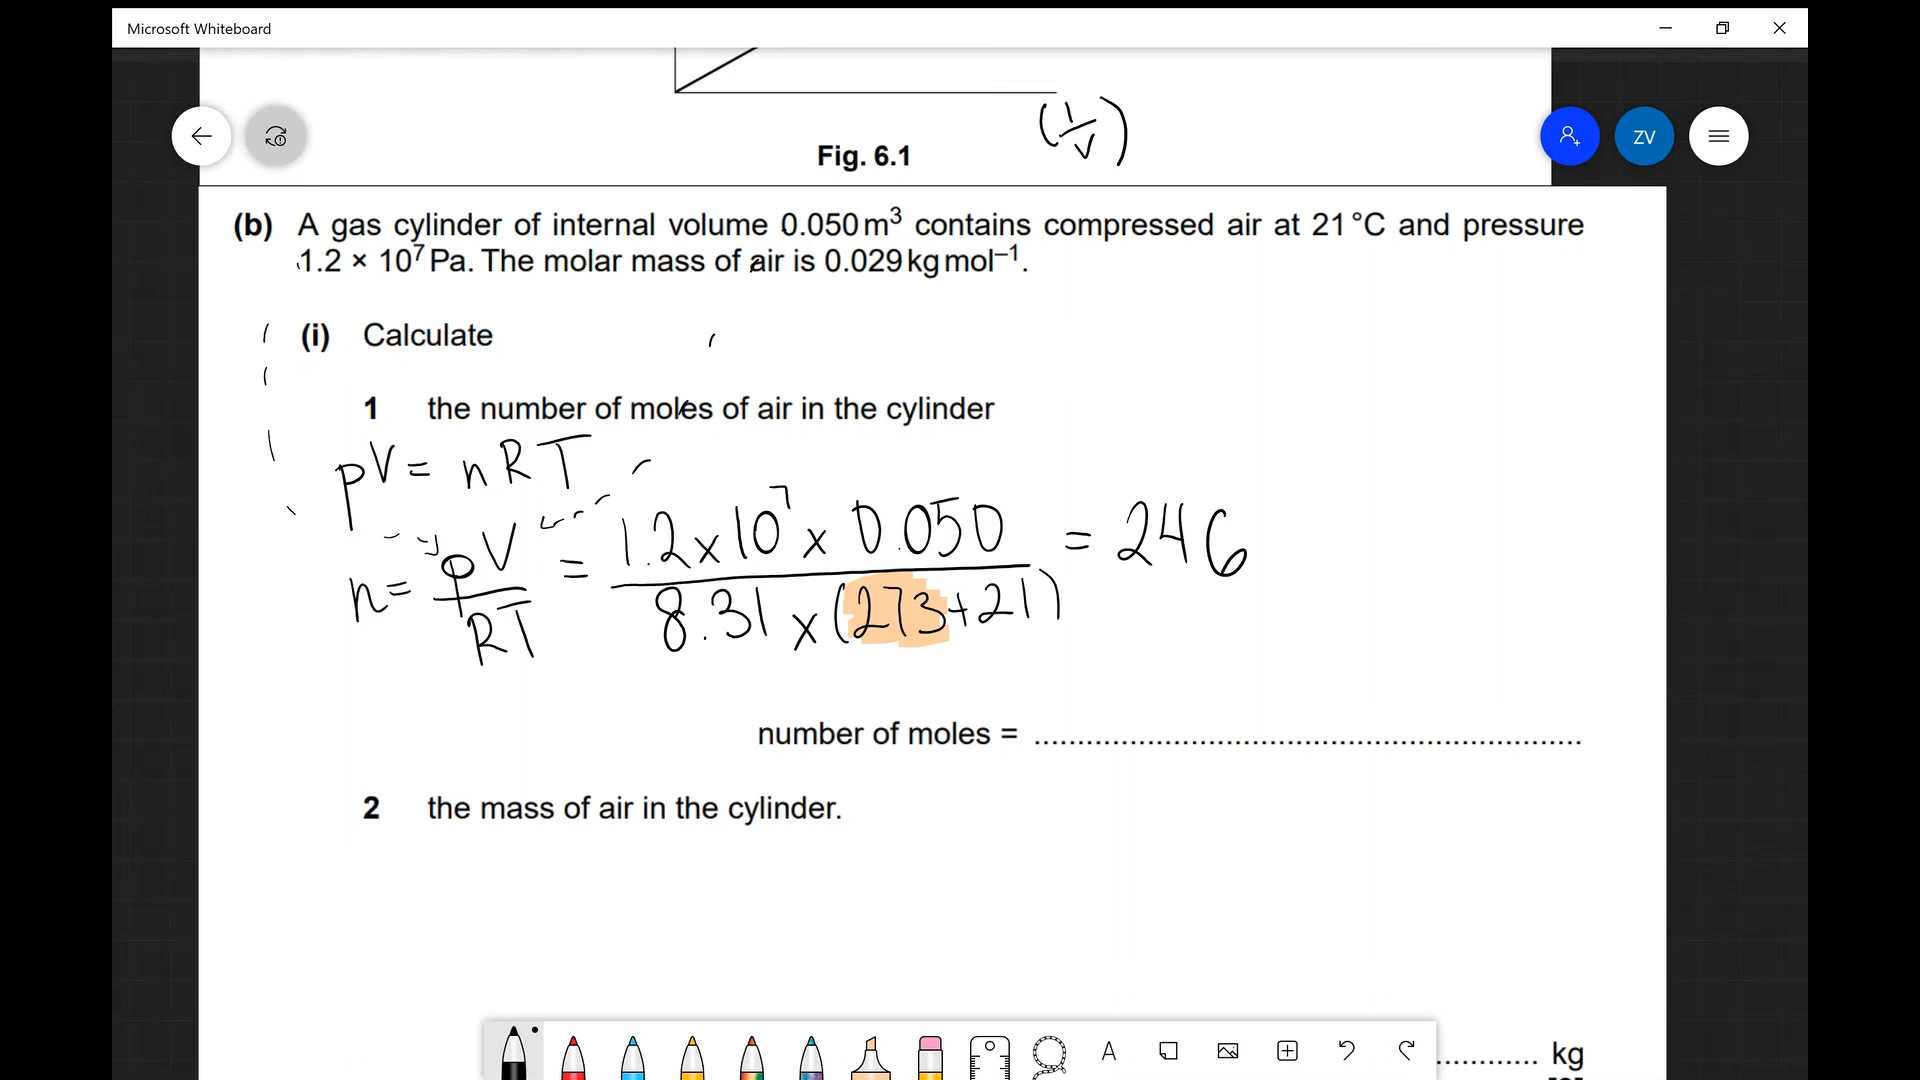 Microsoft Whiteboard
(1/V)
Fig. 6.1
ZV
(b) A gas cylinder of internal volume 0.050 m³ contains compressed air at 21 °C and pressure
1.2 × 10⁷ Pa. The molar mass of air is 0.029 kg mol⁻¹.
(i) Calculate
1 the number of moles of air in the cylinder
pV = nRT
n = pV/RT = 1.2 x 10⁷ x 0.050 / 8.31 x (273+21) = 246
number of moles = ..........................................................
2 the mass of air in the cylinder.
A
............ kg